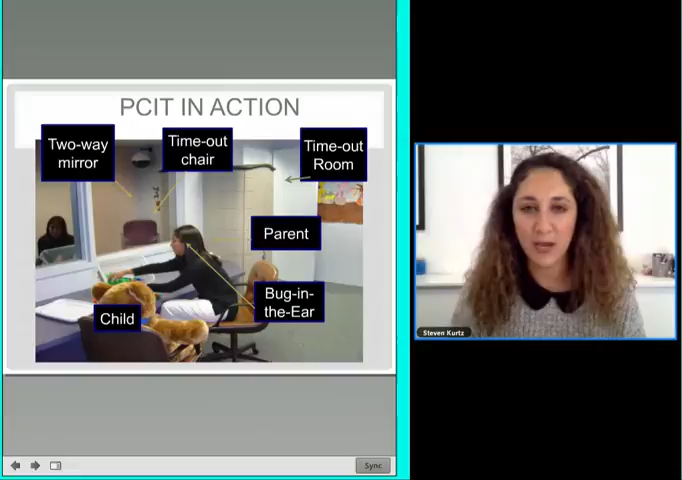 PCIT IN ACTION
Two-way
mirror
Time-out
chair
Time-out
Room
Parent
Bug-in-
the-Ear
Child
Steven Kurtz
Sync